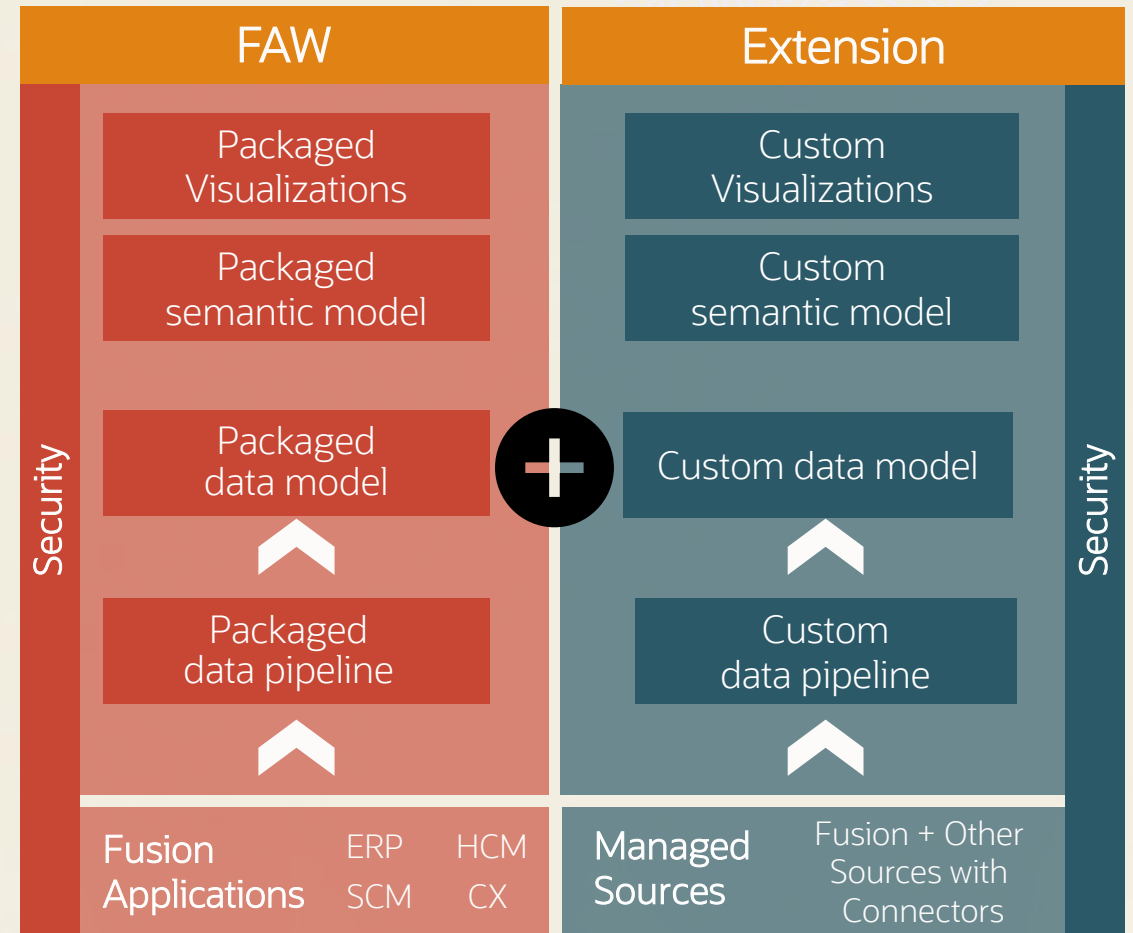 FAW
Security
Packaged
Visualizations
Packaged
semantic model
Packaged
data model
Packaged
data pipeline
Fusion
Applications
ERP
HCM
SCM
CX
Extension
Custom
Visualizations
Custom
semantic model
Custom data model
Custom
data pipeline
Security
Managed
Sources
Fusion + Other
Sources with
Connectors